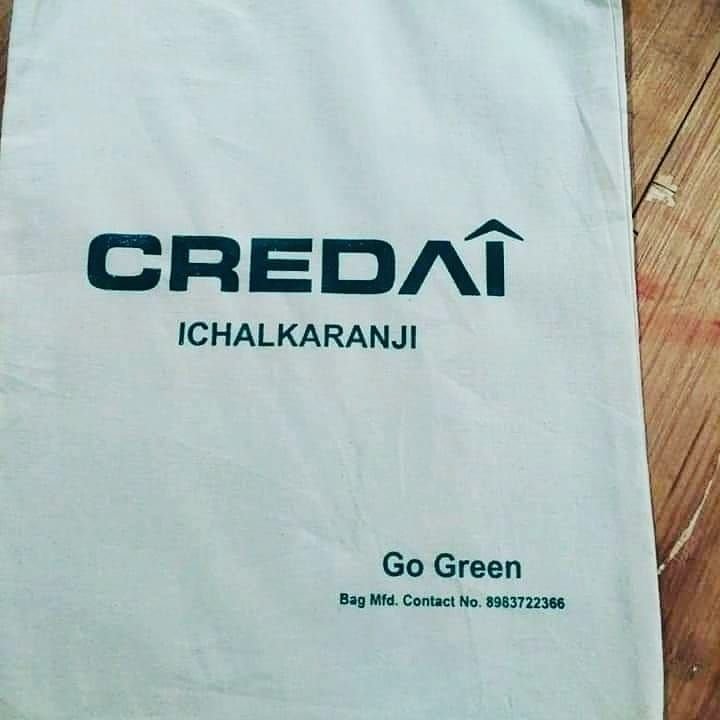 CREDAI
ICHALKARANJI
Go Green
Bag Mfd. Contact No. 8983722366